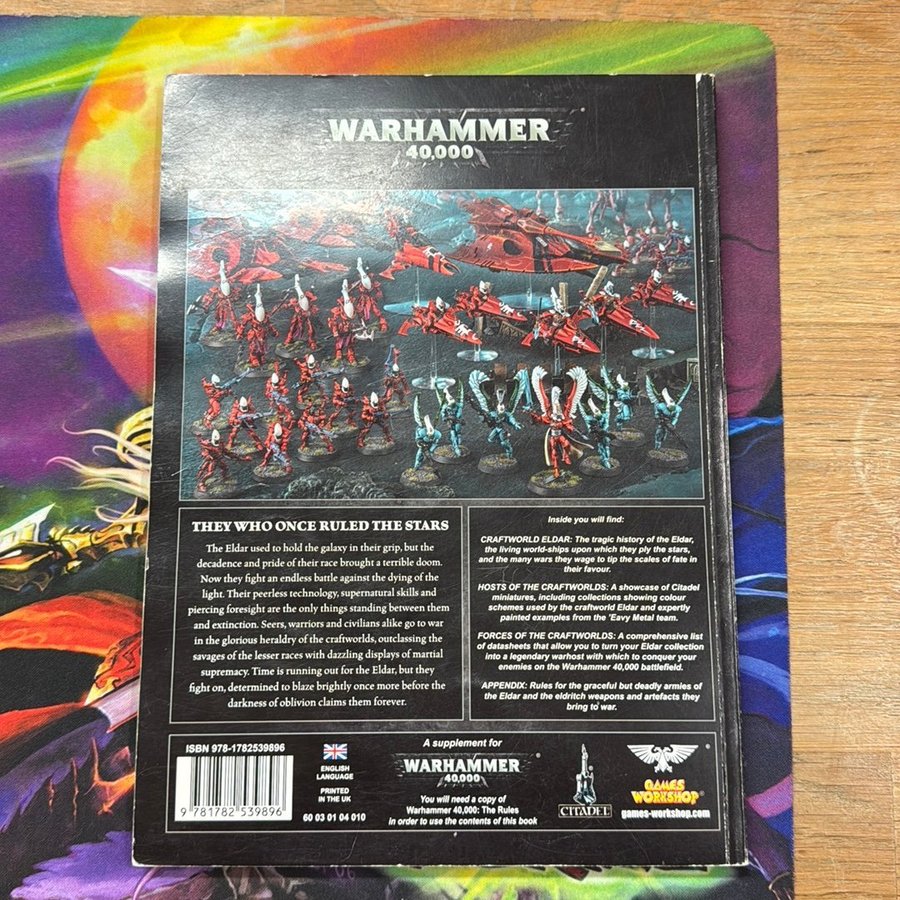 WARHAMMER
40,000
THEY WHO ONCE RULED THE STARS
The Eldar used to hold the galaxy in their grip, but the
decadence and pride of their race brought a terrible doom.
Now they fight an endless battle against the dying of the
light. Their peerless technology, supernatural skills and
piercing foresight are the only things standing between them
and extinction. Seers, warriors and civilians alike go to war
in the glorious heraldry of the craftworlds, outclassing the
savages of the lesser races with dazzling displays of martial
supremacy. Time is running out for the Eldar, but they
fight on, determined to blaze brightly once more before the
darkness of oblivion claims them forever.
Inside you will find:
CRAFTWORLD ELDAR: The tragic history of the Eldar,
the living world-ships upon which they ply the stars,
and the many wars they wage to tip the scales of fate in
their favour.
HOSTS OF THE CRAFTWORLDS: A showcase of Citadel
miniatures, including collections showing colour
schemes used by the craftworld Eldar and expertly
painted examples from the 'Eavy Metal team.
FORCES OF THE CRAFTWORLDS: A comprehensive list
of datasheets that allow you to turn your Eldar collection
into a legendary warhost with which to conquer your
enemies on the Warhammer 40,000 battlefield.
APPENDIX: Rules for the graceful but deadly armies of
the Eldar and the eldritch weapons and artefacts they
bring to war.
ISBN 978-1782539896
9 781782 539896
ENGLISH
LANGUAGE
PRINTED
IN THE UK
60 03 01 04 010
A supplement for
WARHAMMER
40,000
You will need a copy of
Warhammer 40,000: The Rules
in order to use the contents of this book
CITADEL
GAMES
WORKSHOP
games-workshop.com